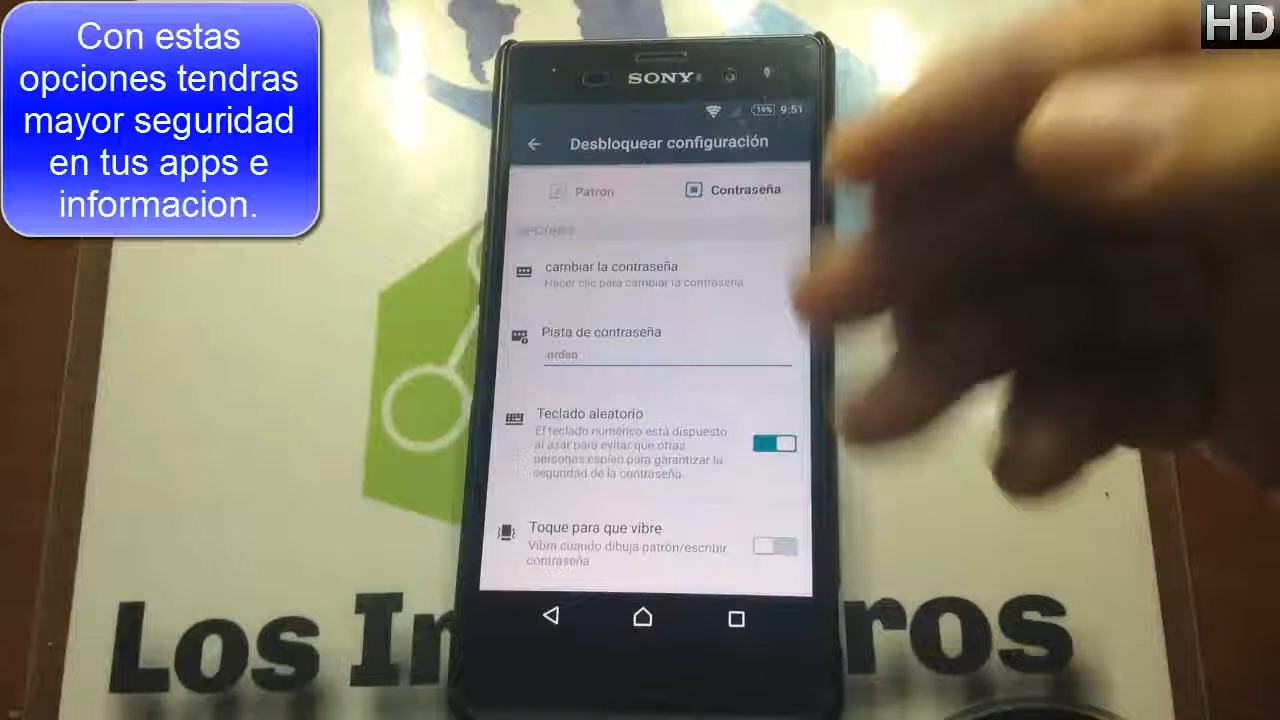 Con estas
opciones tendras
mayor seguridad
en tus apps e
informacion.
HD
SONY
19% 9:51
Desbloquear configuración
Patrón
Contraseña
OPCIONES
cambiar la contraseña
Hacer clic para cambiar la contraseña
Pista de contraseña
orden
Teclado aleatorio
El teclado numérico está dispuesto
al azar para evitar que otras
personas espíen para garantizar la
seguridad de la contraseña.
Toque para que vibre
Vibra cuando dibuja patrón/escribir
contraseña
Los In
ros